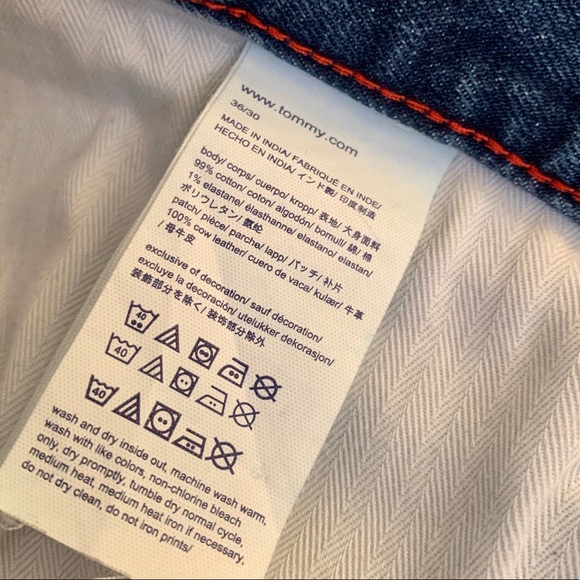 www.tommy.com
36/30
MADE IN INDIA/ FABRIQUÉ EN INDE/
HECHO EN INDIA/ インド製/ 印度制造
body/ corps/ cuerpo/ kropp/ 表地/ 大身面料
99% cotton/ coton/ algodón/ bomull/ 綿/ 棉
1% elastane/ élasthanne/ elastano/ elastan/
ポリウレタン/ 氨纶
patch/ pièce/ parche/ lapp/ パッチ/ 补片
100% cow leather/ cuero de vaca/ kulær/ 牛革
/ 母牛皮
exclusive of decoration/ sauf décoration/
excluye la decoración/ utelukker dekorasjon/
装飾部分を除く/ 装饰部分除外
40
40
40
wash and dry inside out, machine wash warm,
wash with like colors, non-chlorine bleach
only, dry promptly, tumble dry normal cycle,
medium heat, medium heat iron if necessary,
do not dry clean, do not iron prints/